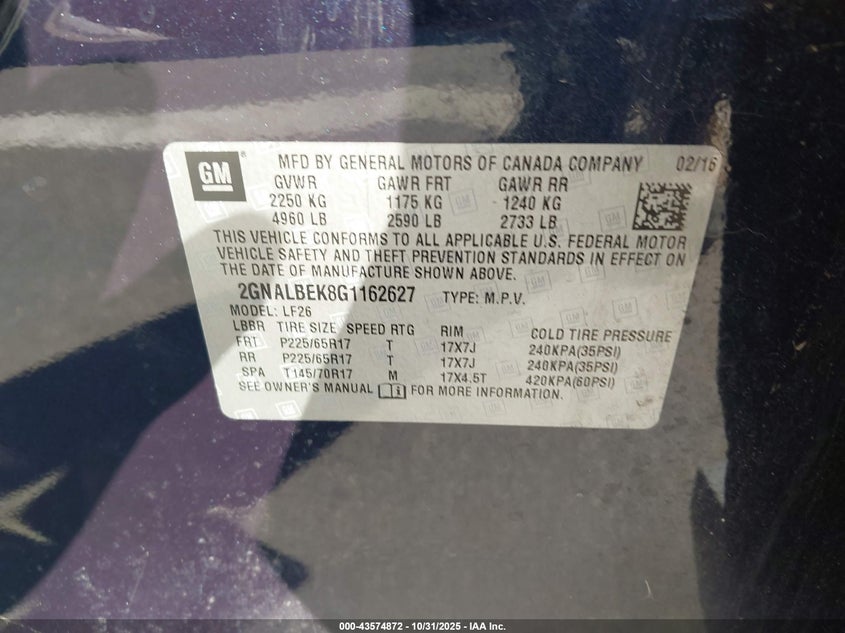 GM
MFD BY GENERAL MOTORS OF CANADA COMPANY 02/16
GVWR GAWR FRT GAWR RR
2250 KG 1175 KG 1240 KG
4960 LB 2590 LB 2733 LB
THIS VEHICLE CONFORMS TO ALL APPLICABLE U.S. FEDERAL MOTOR
VEHICLE SAFETY AND THEFT PREVENTION STANDARDS IN EFFECT ON
THE DATE OF MANUFACTURE SHOWN ABOVE.
2GNALBEK8G1162627 TYPE: M.P.V.
MODEL: LF26
LBBR TIRE SIZE SPEED RTG RIM COLD TIRE PRESSURE
FRT P225/65R17 T 17X7J 240KPA(35PSI)
RR P225/65R17 T 17X7J 240KPA(35PSI)
SPA T145/70R17 M 17X4.5T 420KPA(60PSI)
SEE OWNER'S MANUAL FOR MORE INFORMATION.
000-43574872 - 10/31/2025 - IAA Inc.